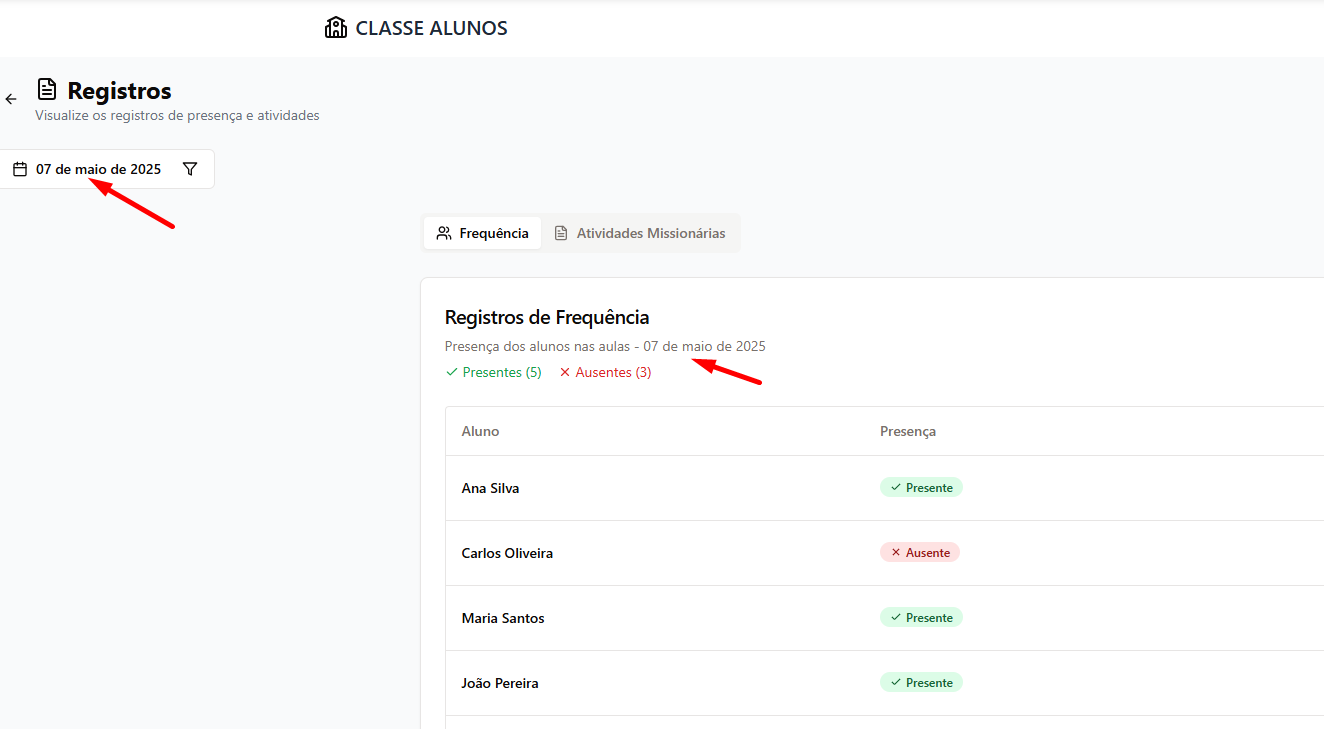 CLASSE ALUNOS
Registros
Visualize os registros de presença e atividades
07 de maio de 2025
Frequência
Atividades Missionárias
Registros de Frequência
Presença dos alunos nas aulas - 07 de maio de 2025
Presentes (5) Ausentes (3)
Aluno Presença
Ana Silva Presente
Carlos Oliveira Ausente
Maria Santos Presente
João Pereira Presente